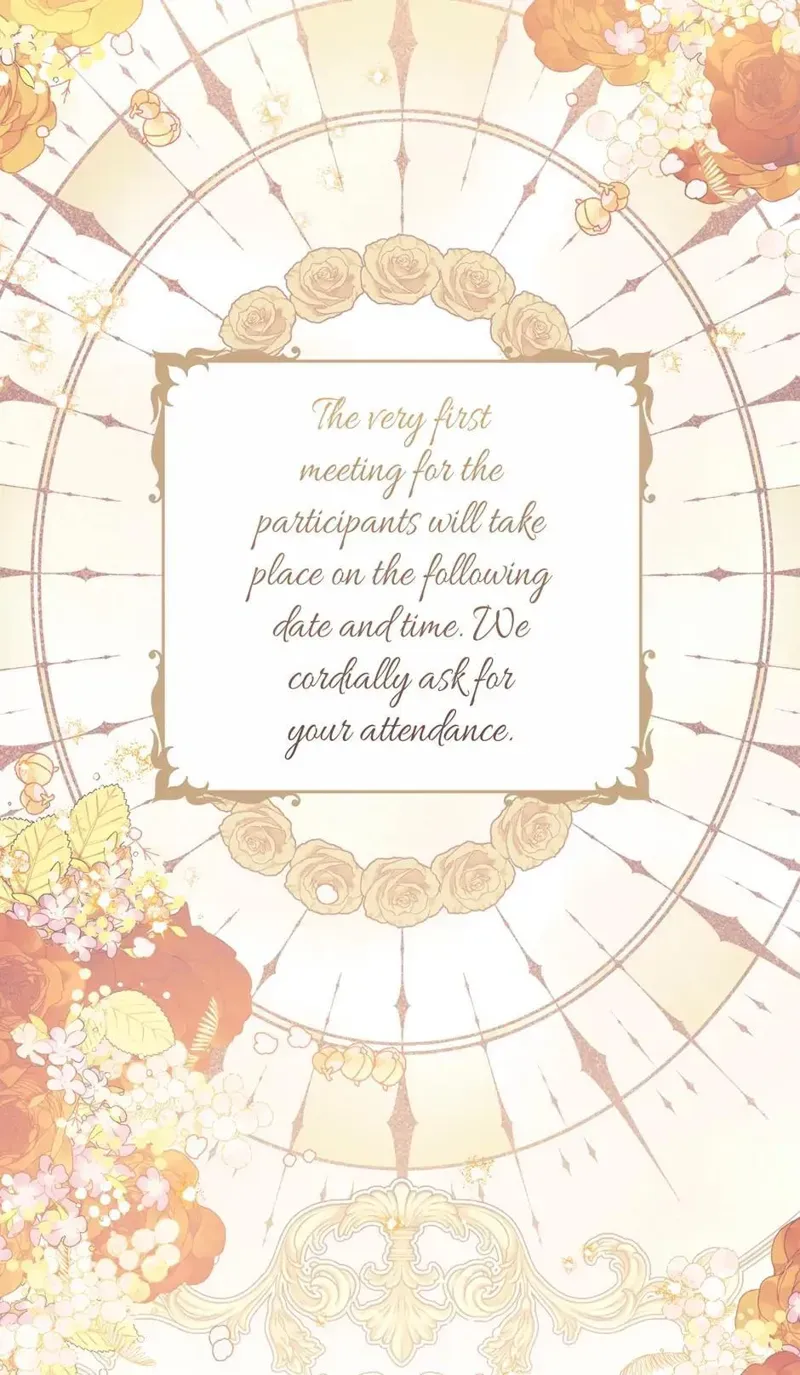 The very first
meeting for the
participants will take
place on the following
date and time. We
cordially ask for
your attendance.